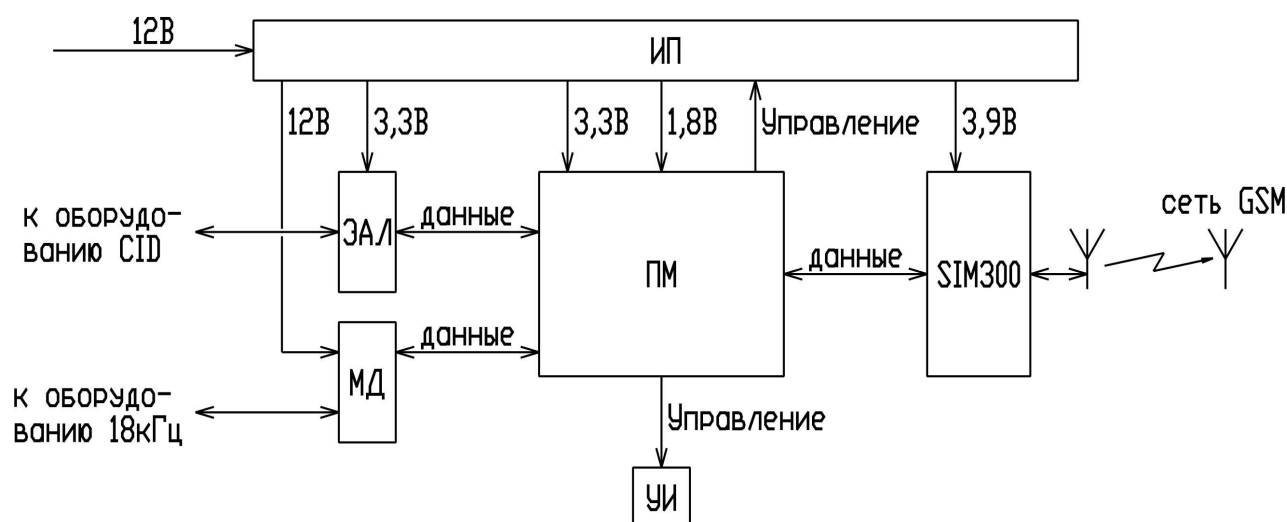 12В
ИП
12В
3,3В
3,3В
1,8В
Управление
3,9В
к оборудо-
ванию CID
ЭАЛ
данные
ПМ
данные
SIM300
сеть GSM
данные
МД
к оборудо-
ванию 18кГц
Управление
УИ